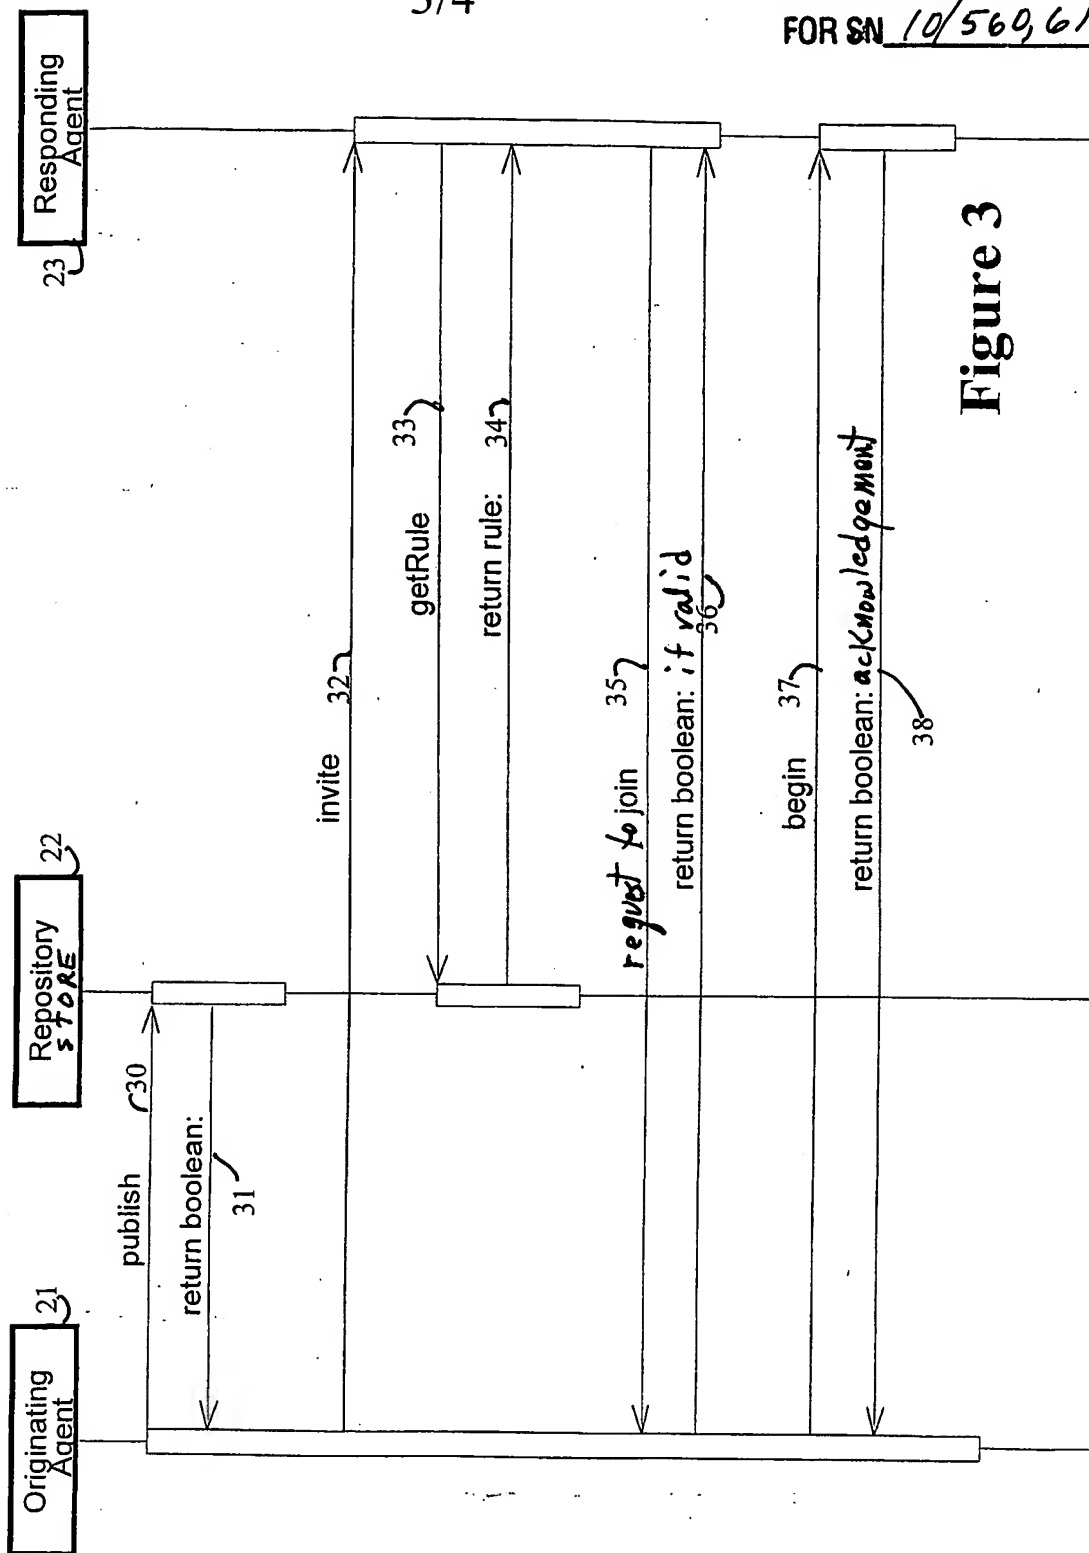 3/4
FOR SN 10/560,61
Originating
Agent
21
Repository
STORE
22
Responding
Agent
23
publish
30
return boolean:
31
invite
32
getRule
33
return rule:
34
request to join
35
return boolean: if valid
36
begin
37
return boolean: acknowledgement
38
Figure 3